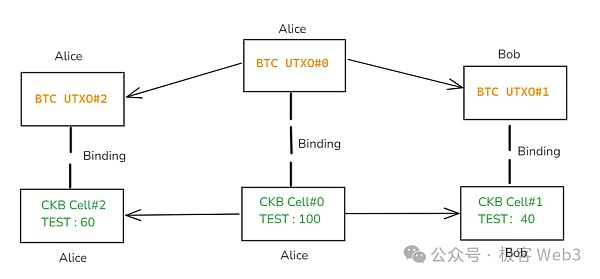 Alice
Alice
Bob
BTC UTXO#0
BTC UTXO#2
BTC UTXO#1
Binding
Binding
Binding
CKB Cell#2
TEST : 60
CKB Cell#0
TEST : 100
CKB Cell#1
TEST: 40
Alice
Alice
Bob
公众号 · 极客 Web3